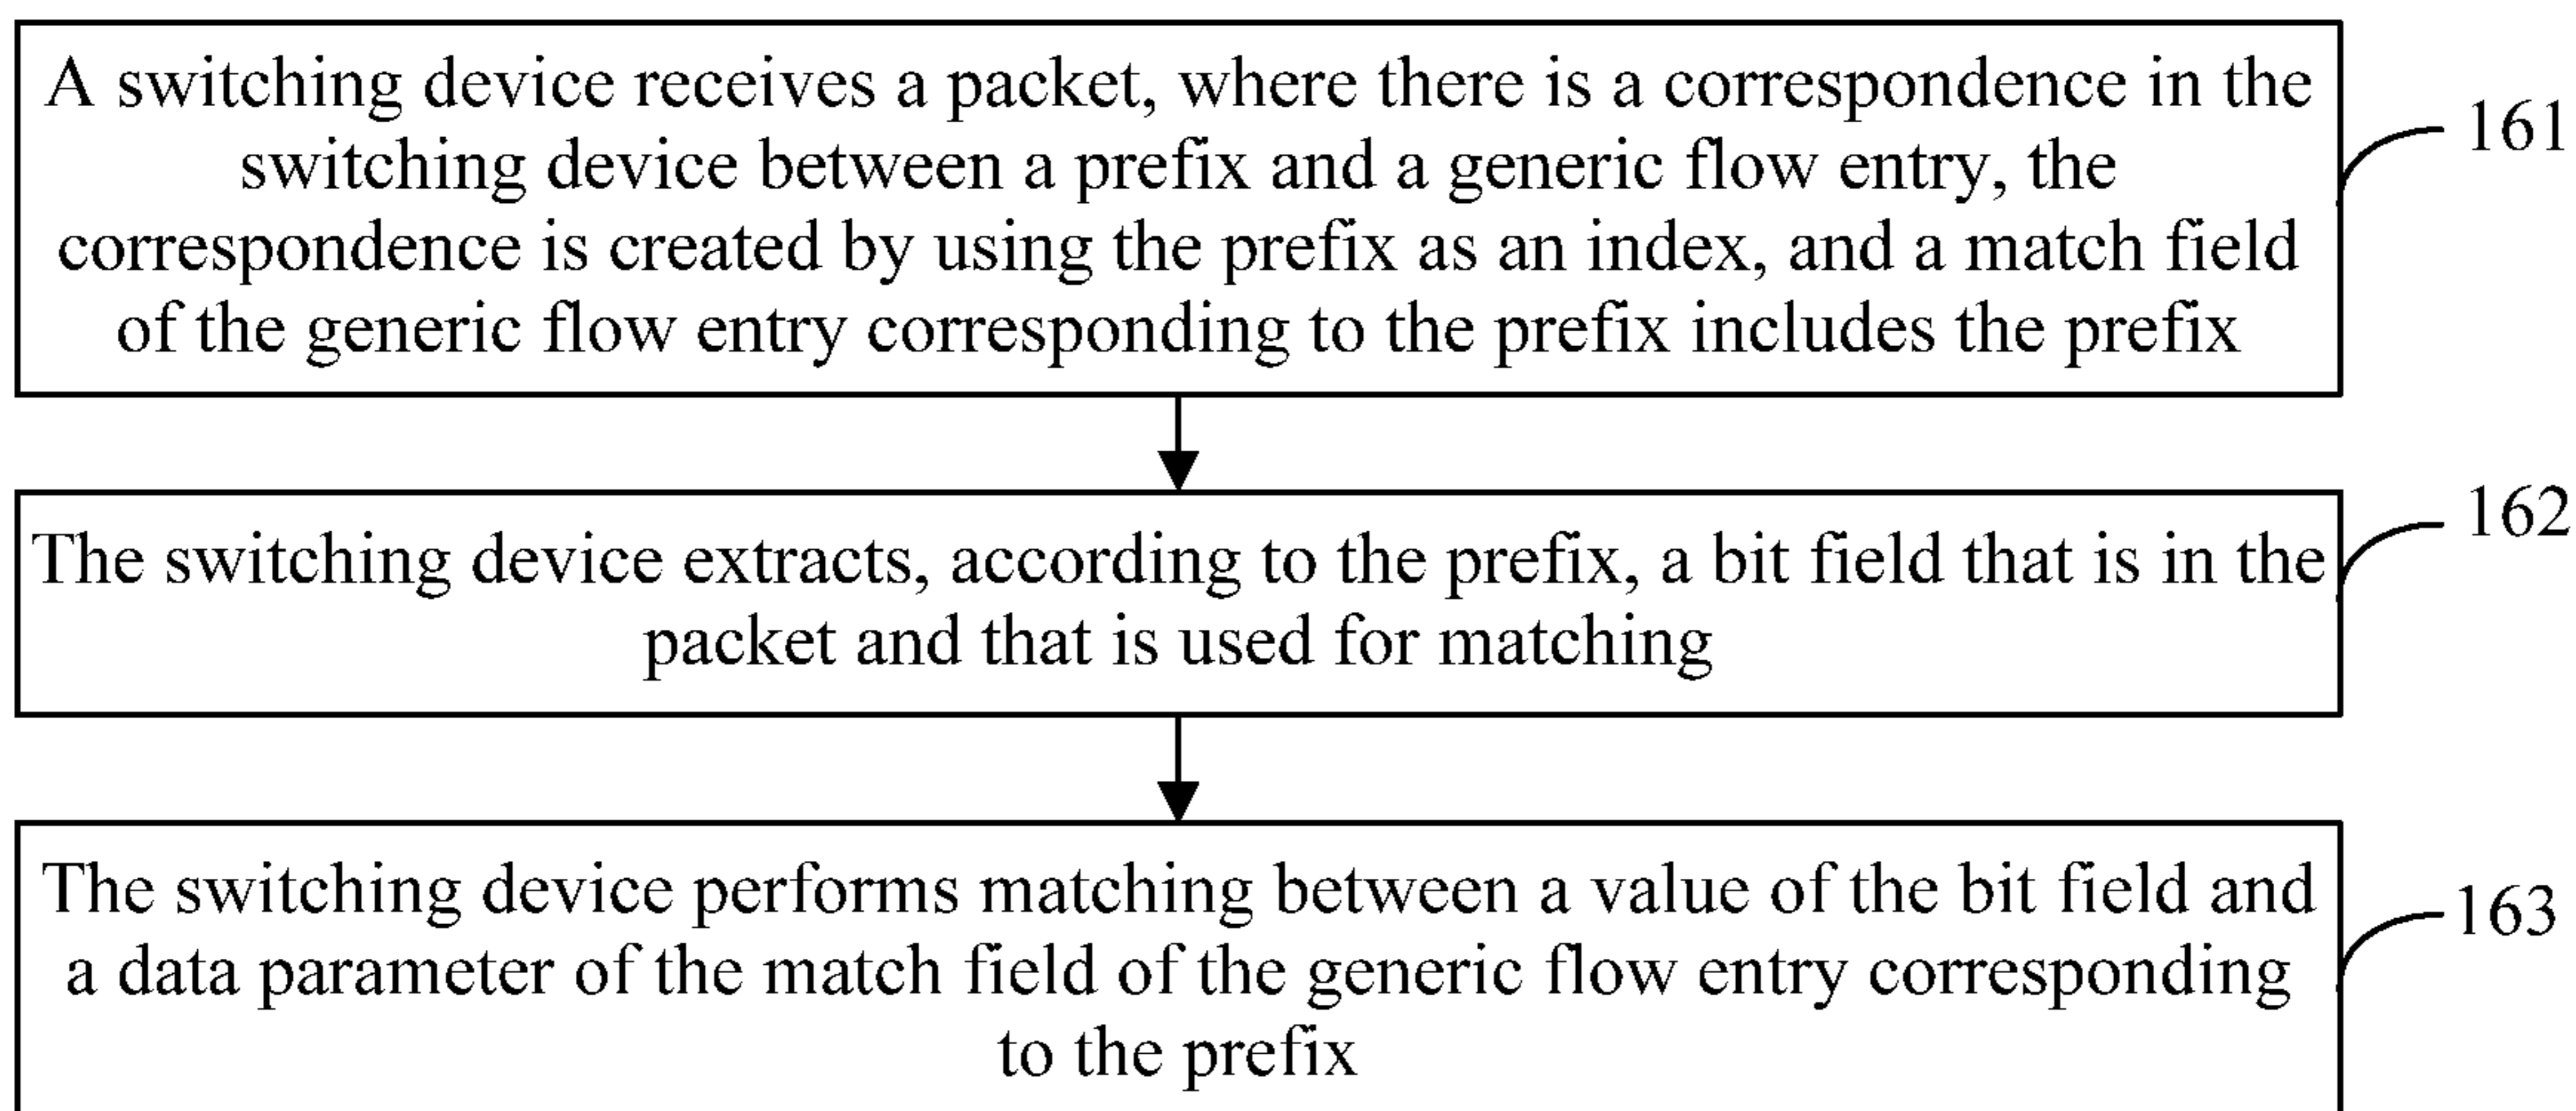 A switching device receives a packet, where there is a correspondence in the
switching device between a prefix and a generic flow entry, the
correspondence is created by using the prefix as an index, and a match field
of the generic flow entry corresponding to the prefix includes the prefix
161
The switching device extracts, according to the prefix, a bit field that is in the
packet and that is used for matching
162
The switching device performs matching between a value of the bit field and
a data parameter of the match field of the generic flow entry corresponding
to the prefix
163